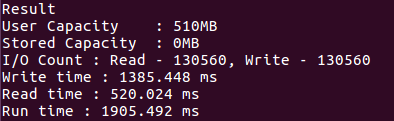 Result
User Capacity   : 510MB
Stored Capacity  : 0MB
I/O Count : Read - 130560, Write - 130560
Write time : 1385.448 ms
Read time : 520.024 ms
Run time : 1905.492 ms